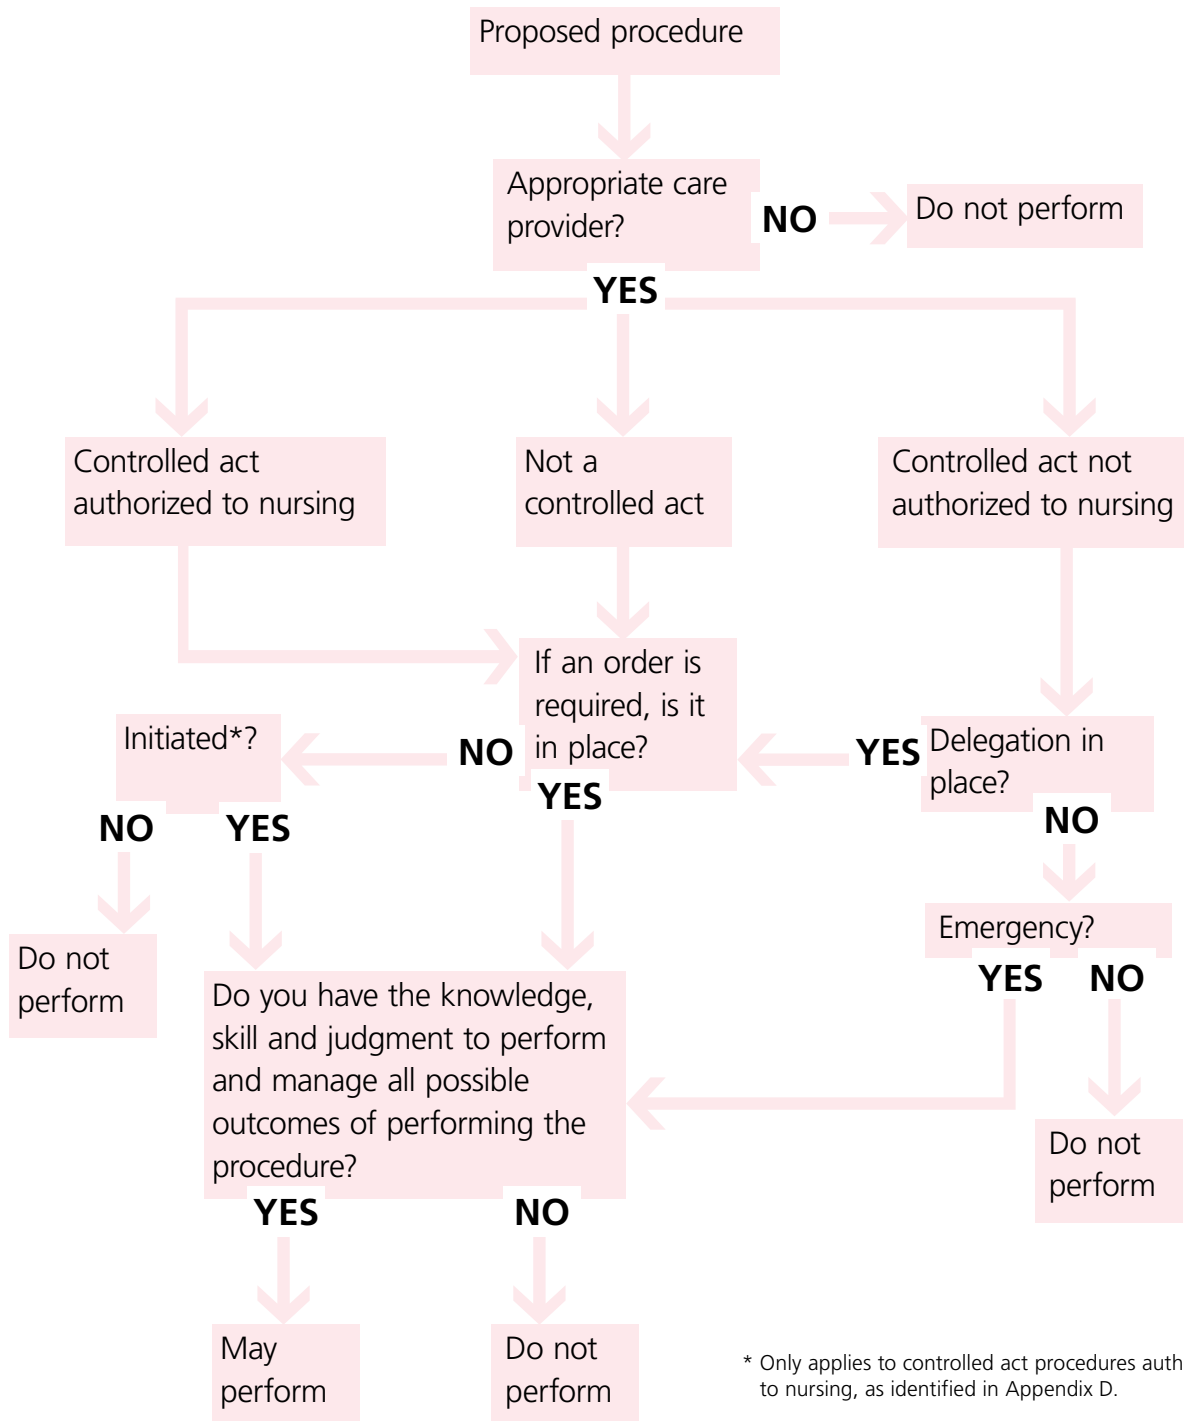 Proposed procedure
Appropriate care
provider?
NO
Do not perform
YES
Controlled act
authorized to nursing
Not a
controlled act
Controlled act not
authorized to nursing
If an order is
required, is it
in place?
Initiated*?
NO
YES
Delegation in
place?
YES
NO
YES
NO
Emergency?
YES
NO
Do not
perform
Do you have the knowledge,
skill and judgment to perform
and manage all possible
outcomes of performing the
procedure?
Do not
perform
YES
NO
May
perform
Do not
perform
* Only applies to controlled act procedures auth
to nursing, as identified in Appendix D.